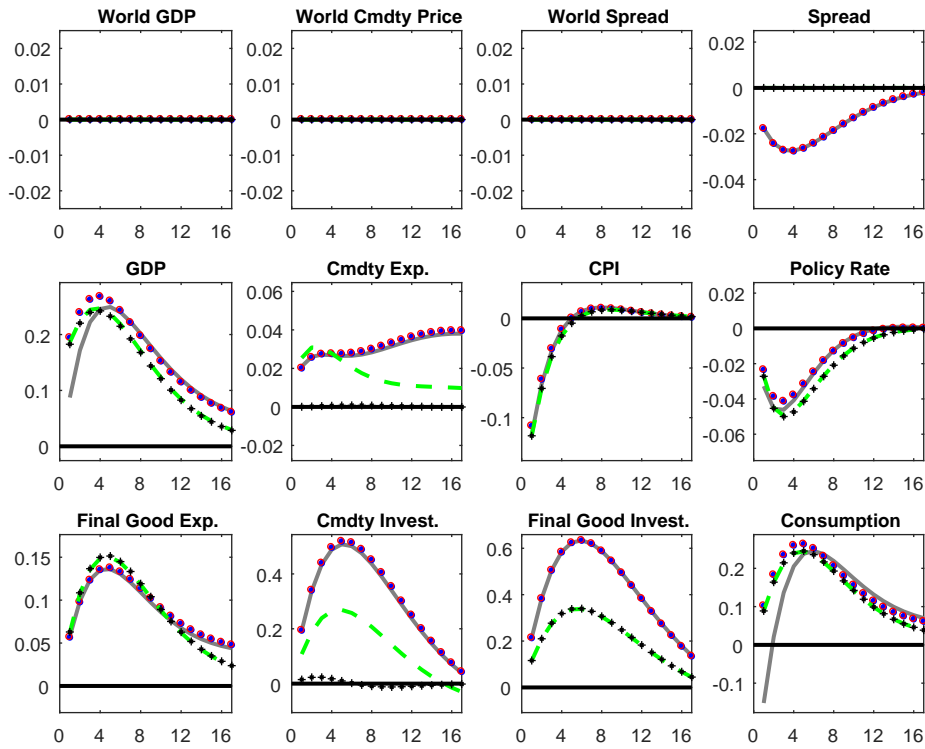 World GDP World Cmdty Price World Spread Spread
0.02 0.02 0.02 0
0.01 0.01 0.01 -0.02
0 0 0 -0.04
-0.01 -0.01 -0.01
-0.02 -0.02 -0.02
0 4 8 12 16 0 4 8 12 16 0 4 8 12 16 0 4 8 12 16
GDP Cmdty Exp. CPI Policy Rate
0.2 0.06 0 0
0.1 0.04 -0.05 -0.02
0 0.02 -0.1 -0.04
0 -0.06
-0.02
0 4 8 12 16 0 4 8 12 16 0 4 8 12 16 0 4 8 12 16
Final Good Exp. Cmdty Invest. Final Good Invest. Consumption
0.15 0.4 0.6 0.2
0.1 0.2 0.4 0.1
0.05 0 0.2 0
0 0 -0.1
0 4 8 12 16 0 4 8 12 16 0 4 8 12 16 0 4 8 12 16